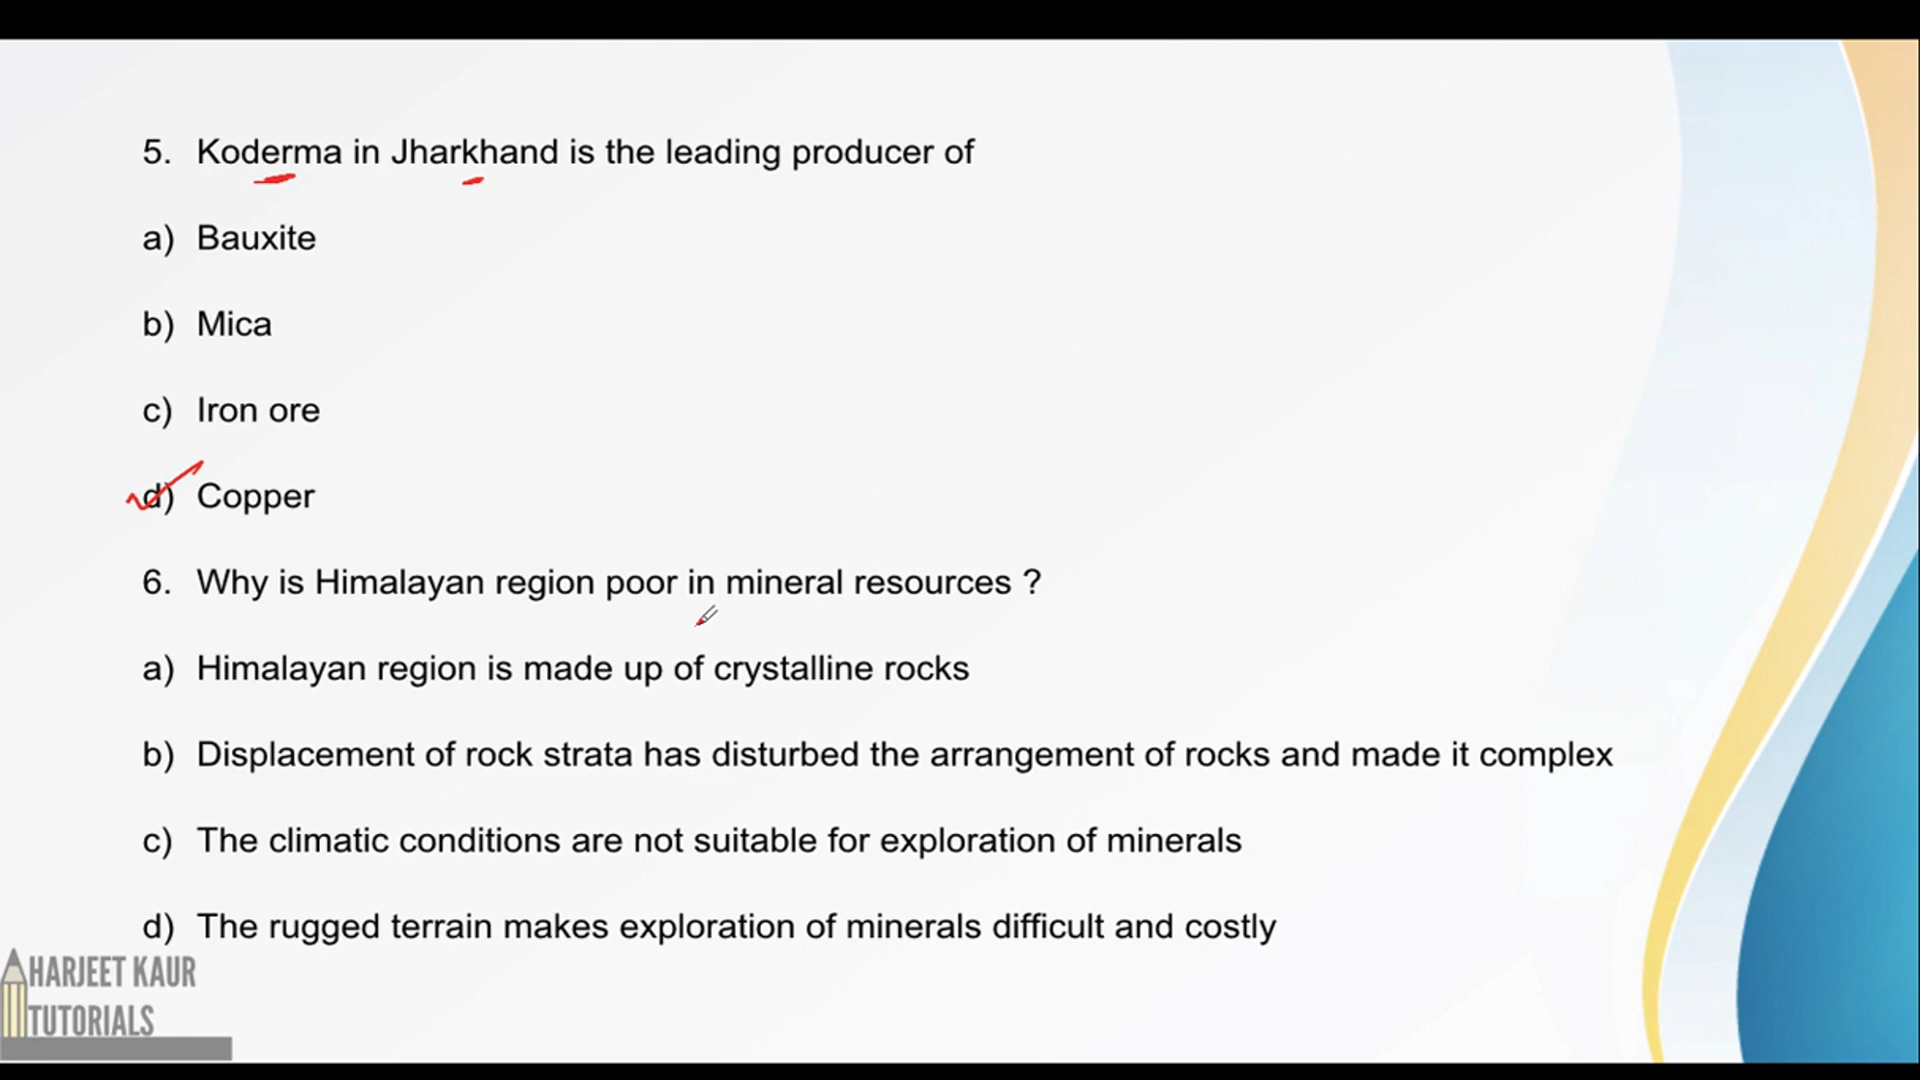 5. Koderma in Jharkhand is the leading producer of
a) Bauxite
b) Mica
c) Iron ore
d) Copper
6. Why is Himalayan region poor in mineral resources ?
a) Himalayan region is made up of crystalline rocks
b) Displacement of rock strata has disturbed the arrangement of rocks and made it complex
c) The climatic conditions are not suitable for exploration of minerals
d) The rugged terrain makes exploration of minerals difficult and costly
HARJEET KAUR
TUTORIALS